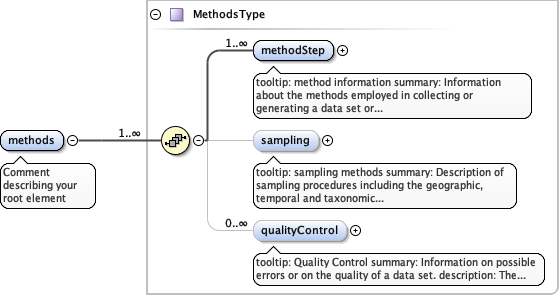 MethodsType
1..∞
methodStep
tooltip: method information summary: Information
about the methods employed in collecting or
generating a data set or...
methods
1..∞
sampling
Comment
describing your
root element
tooltip: sampling methods summary: Description of
sampling procedures including the geographic,
temporal and taxonomic...
0..∞
qualityControl
tooltip: Quality Control summary: Information on possible
errors or on the quality of a data set. description: The...